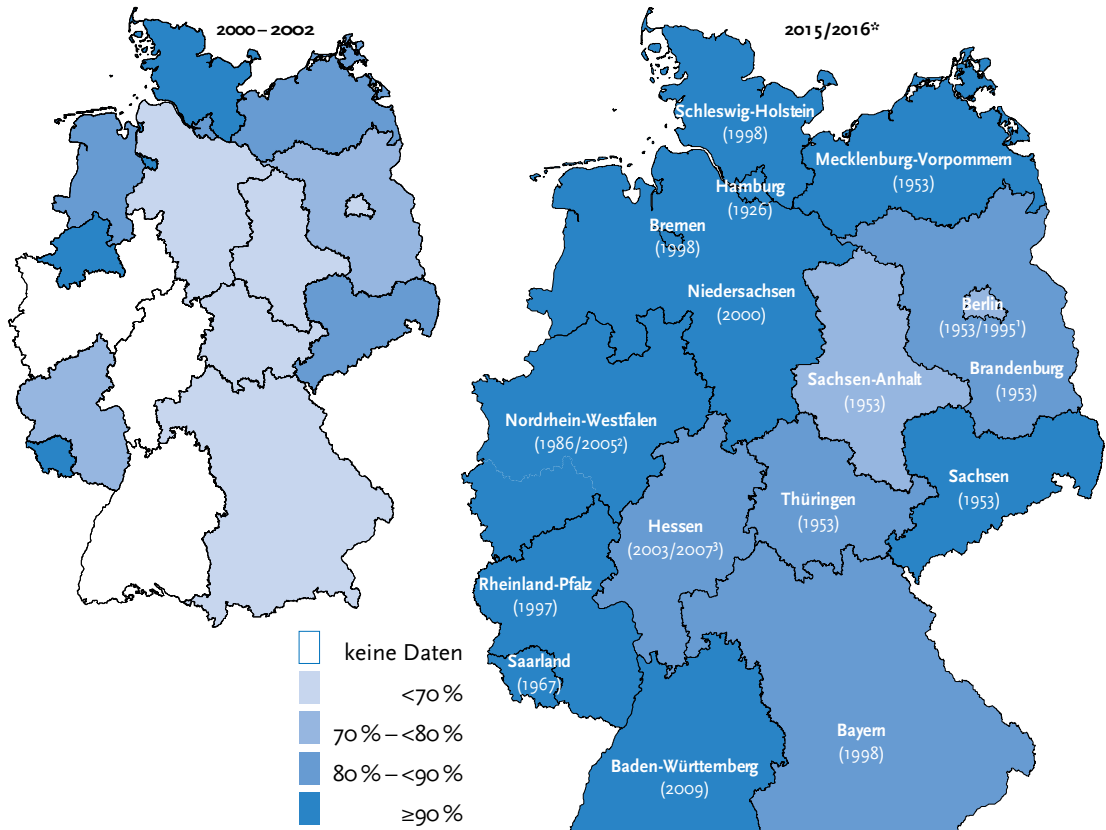 2000 – 2002
2015/2016*
Schleswig-Holstein
(1998)
Mecklenburg-Vorpommern
(1953)
Hamburg
(1926)
Bremen
(1998)
Niedersachsen
(2000)
Berlin
(1953/1995¹)
Brandenburg
(1953)
Sachsen-Anhalt
(1953)
Nordrhein-Westfalen
(1986/2005²)
Sachsen
(1953)
Thüringen
(1953)
Hessen
(2003/2007³)
Rheinland-Pfalz
(1997)
Saarland
(1967)
Bayern
(1998)
Baden-Württemberg
(2009)
keine Daten
<70 %
70 % – <80 %
80 % – <90 %
≥90 %